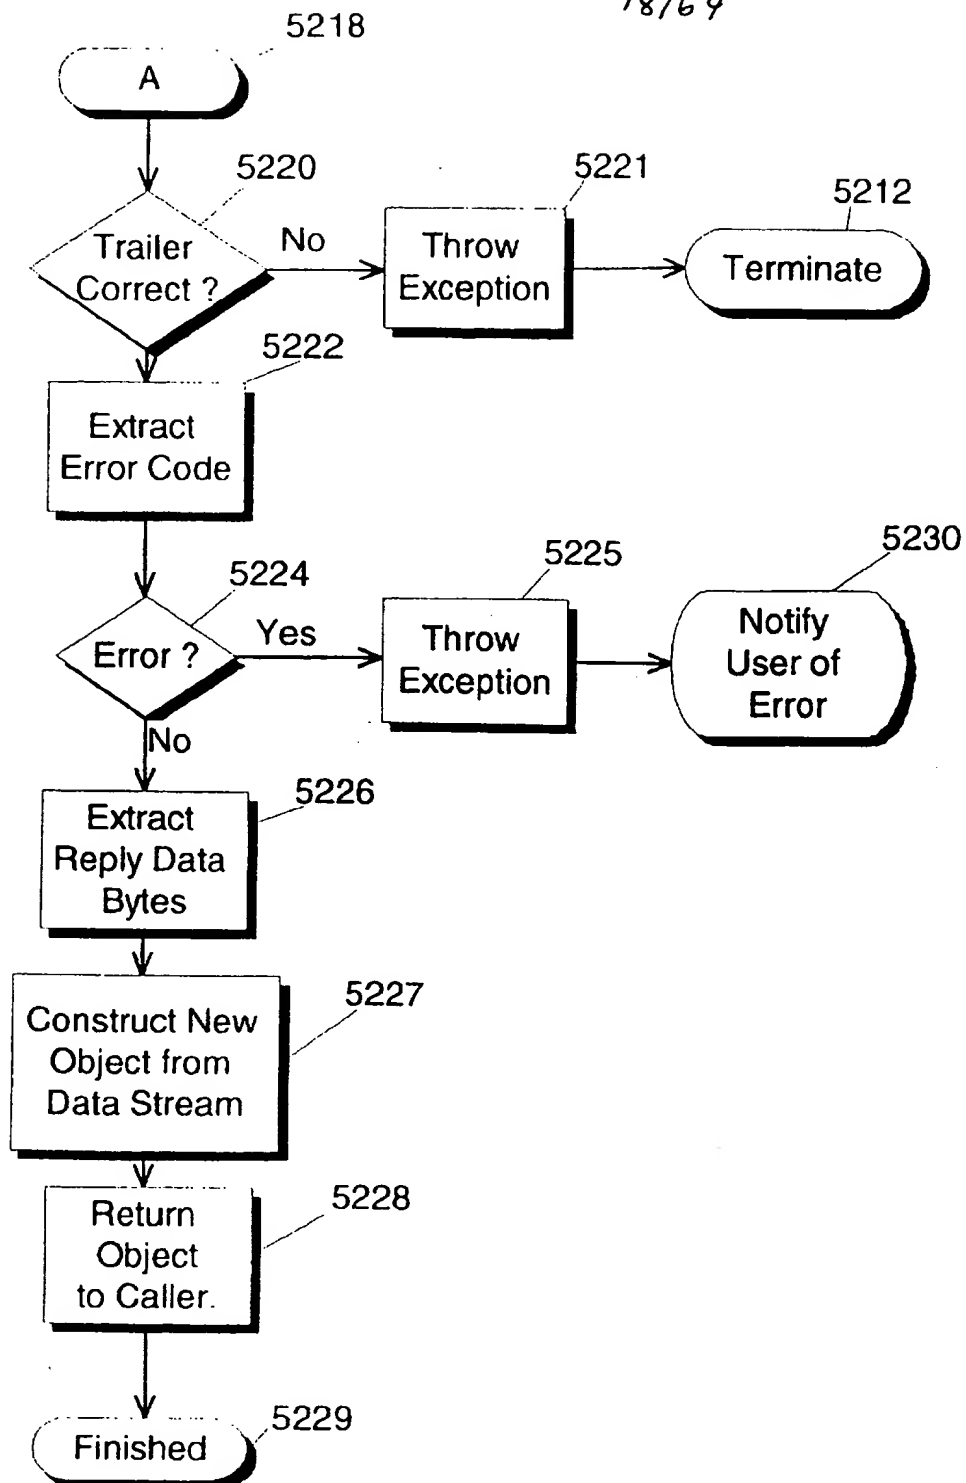 18/64
5218
A
5220
Trailer
Correct ?
No
5221
Throw
Exception
5212
Terminate
5222
Extract
Error Code
5224
Error ?
Yes
5225
Throw
Exception
5230
Notify
User of
Error
No
5226
Extract
Reply Data
Bytes
5227
Construct New
Object from
Data Stream
5228
Return
Object
to Caller.
5229
Finished